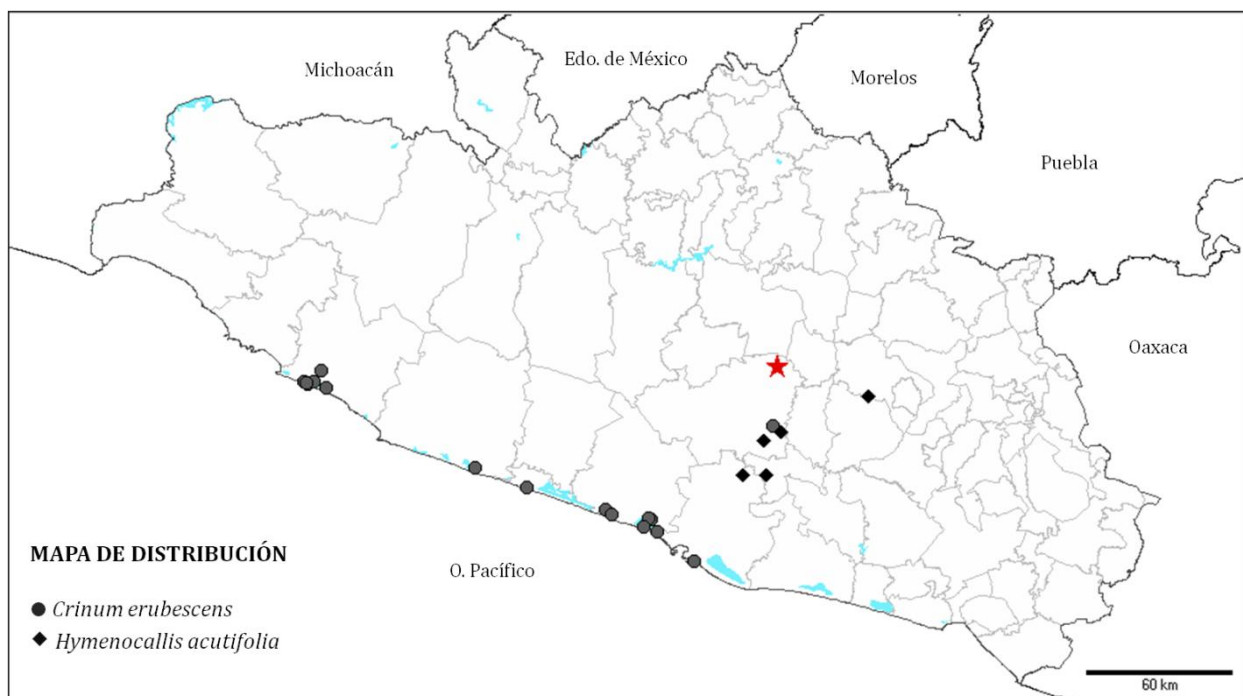 Michoacán
Edo. de México
Morelos
Puebla
Oaxaca
MAPA DE DISTRIBUCIÓN
O. Pacífico
Crinum erubescens
Hymenocallis acutifolia
60 km